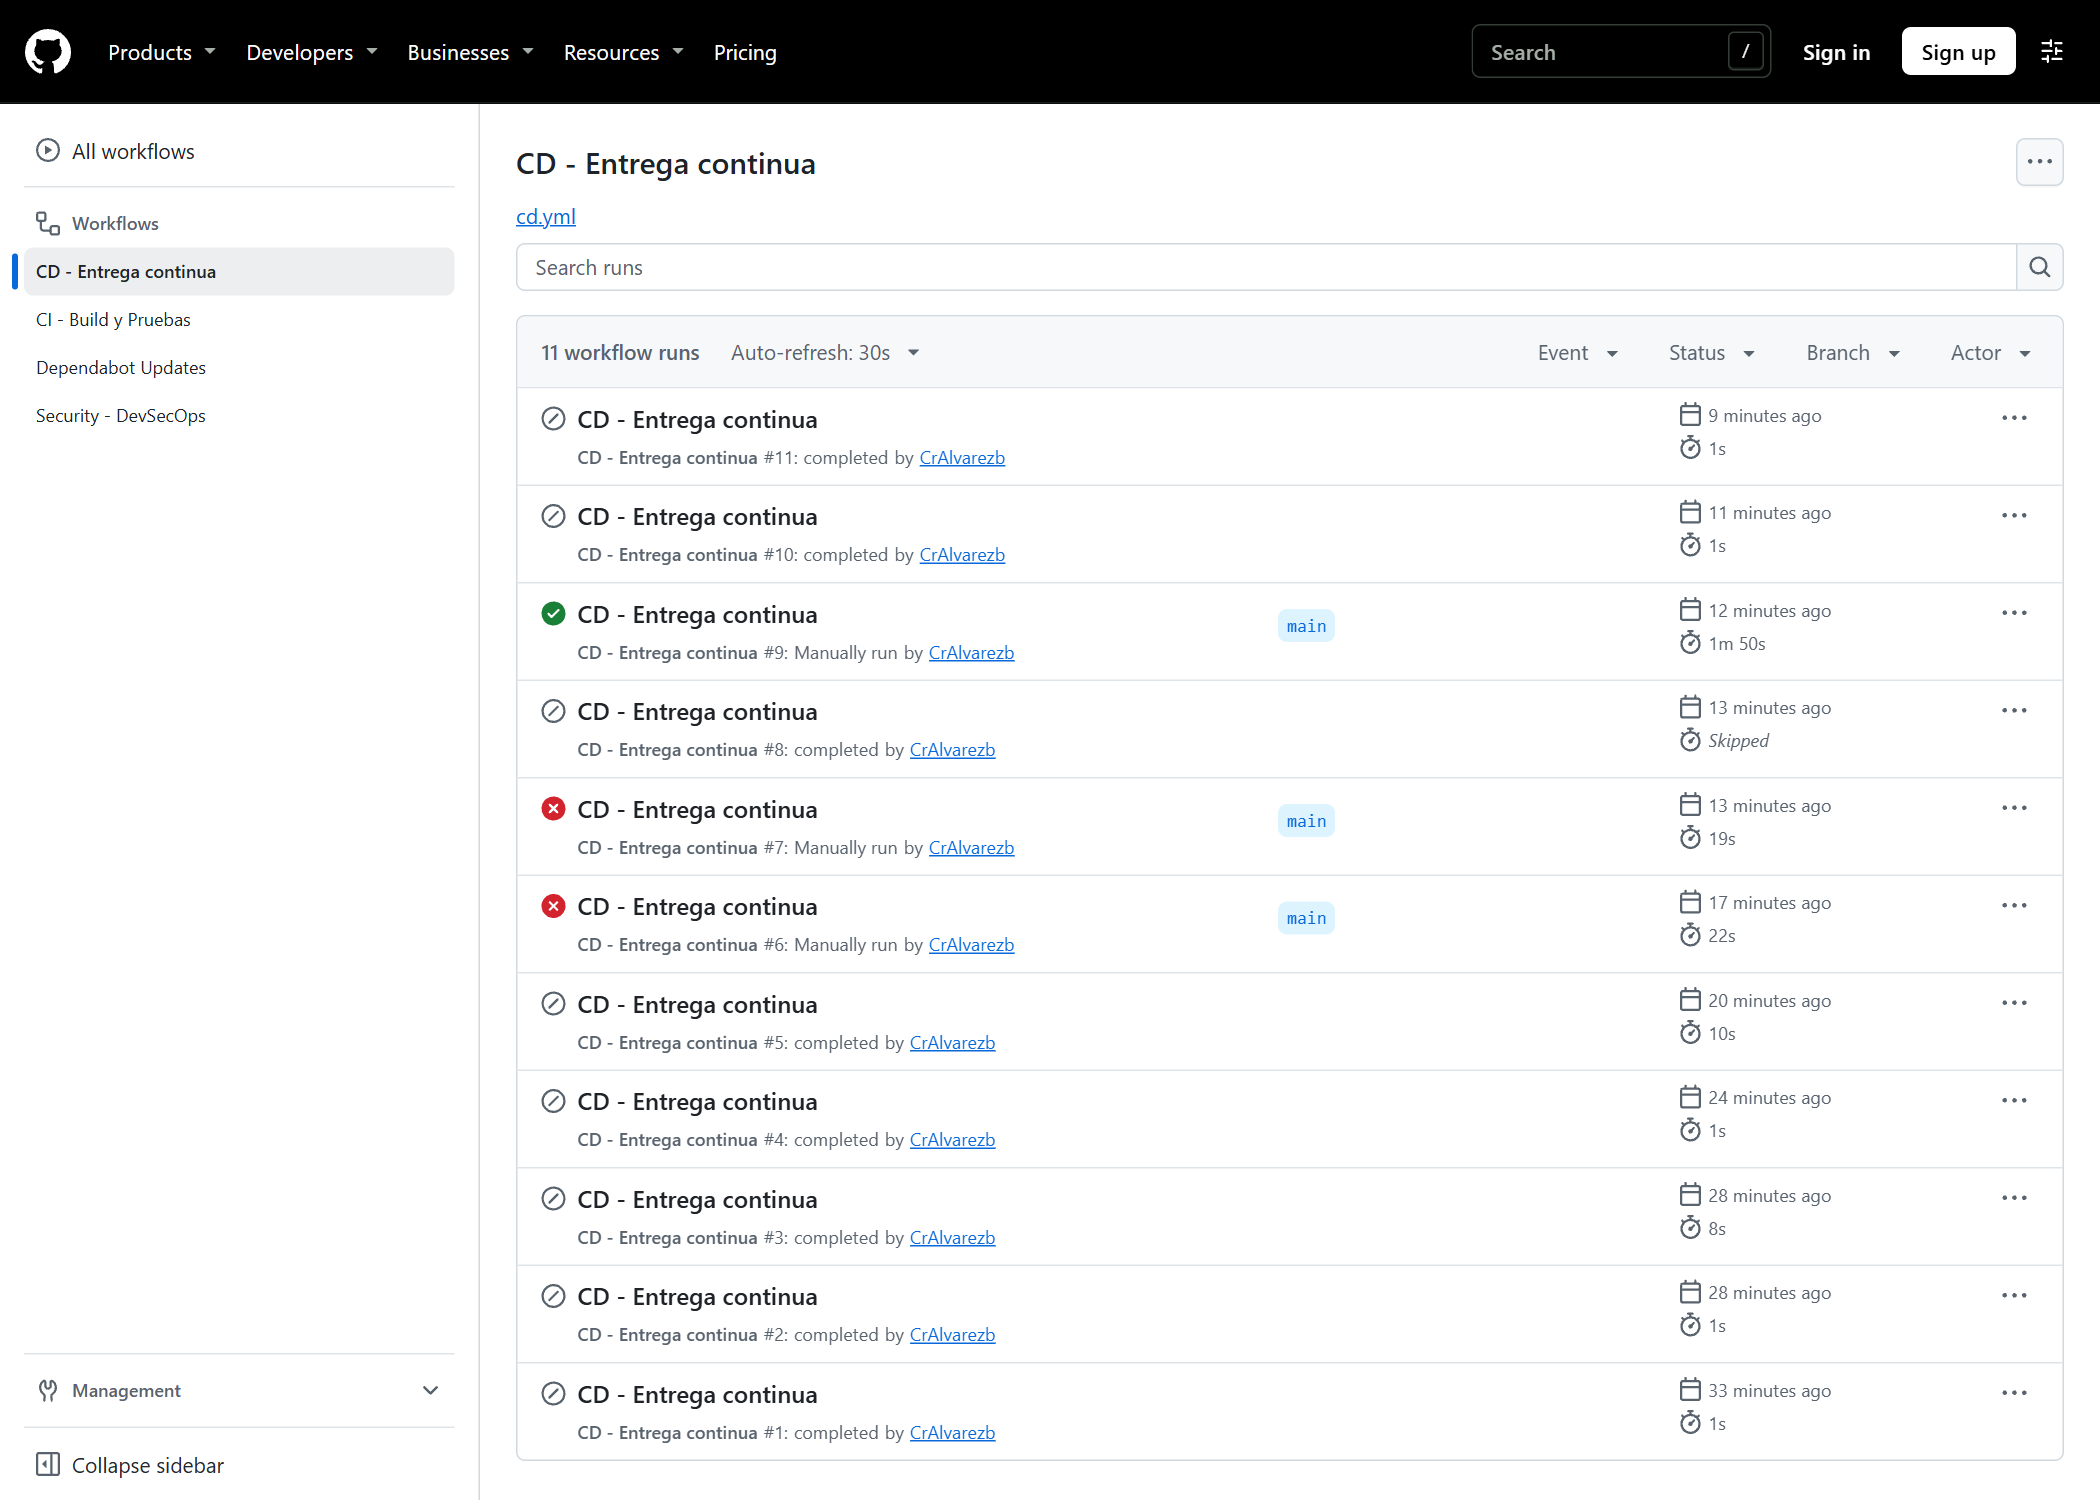 Products Developers Businesses Resources Pricing Search / Sign in Sign up
All workflows
Workflows
CD - Entrega continua
CI - Build y Pruebas
Dependabot Updates
Security - DevSecOps
Management
Collapse sidebar
CD - Entrega continua
cd.yml
Search runs
11 workflow runs Auto-refresh: 30s Event Status Branch Actor
CD - Entrega continua
CD - Entrega continua #11: completed by CrAlvarezb
9 minutes ago
1s
CD - Entrega continua
CD - Entrega continua #10: completed by CrAlvarezb
11 minutes ago
1s
CD - Entrega continua
CD - Entrega continua #9: Manually run by CrAlvarezb
main
12 minutes ago
1m 50s
CD - Entrega continua
CD - Entrega continua #8: completed by CrAlvarezb
13 minutes ago
Skipped
CD - Entrega continua
CD - Entrega continua #7: Manually run by CrAlvarezb
main
13 minutes ago
19s
CD - Entrega continua
CD - Entrega continua #6: Manually run by CrAlvarezb
main
17 minutes ago
22s
CD - Entrega continua
CD - Entrega continua #5: completed by CrAlvarezb
20 minutes ago
10s
CD - Entrega continua
CD - Entrega continua #4: completed by CrAlvarezb
24 minutes ago
1s
CD - Entrega continua
CD - Entrega continua #3: completed by CrAlvarezb
28 minutes ago
8s
CD - Entrega continua
CD - Entrega continua #2: completed by CrAlvarezb
28 minutes ago
1s
CD - Entrega continua
CD - Entrega continua #1: completed by CrAlvarezb
33 minutes ago
1s